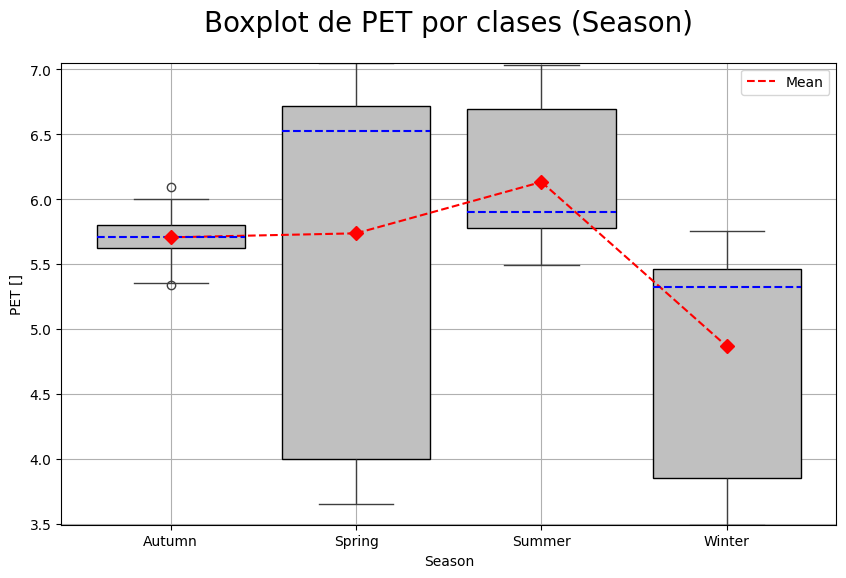 Boxplot de PET por clases (Season)
Mean
7.0
6.5
6.0
5.5
5.0
4.5
4.0
3.5
PET []
Autumn
Spring
Summer
Winter
Season